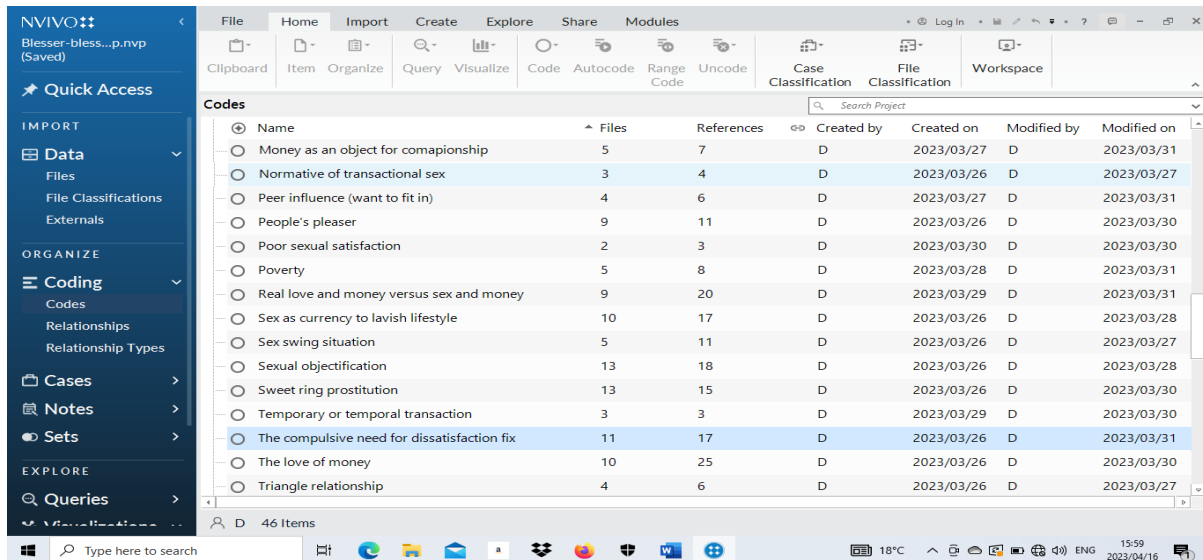 NVIVO
Blesser-bless...p.nvp
(Saved)
Quick Access
IMPORT
Data
Files
File Classifications
Externals
ORGANIZE
Coding
Codes
Relationships
Relationship Types
Cases
Notes
Sets
EXPLORE
Queries
Visualizations
File Home Import Create Explore Share Modules Log In ?
Clipboard Item Organize Query Visualize Code Autocode Range Code Uncode Case Classification File Classification Workspace
Codes Search Project
Name Files References Created by Created on Modified by Modified on
Money as an object for comapionship 5 7 D 2023/03/27 D 2023/03/31
Normative of transactional sex 3 4 D 2023/03/26 D 2023/03/27
Peer influence (want to fit in) 4 6 D 2023/03/27 D 2023/03/31
People's pleaser 9 11 D 2023/03/26 D 2023/03/30
Poor sexual satisfaction 2 3 D 2023/03/30 D 2023/03/30
Poverty 5 8 D 2023/03/28 D 2023/03/31
Real love and money versus sex and money 9 20 D 2023/03/29 D 2023/03/31
Sex as currency to lavish lifestyle 10 17 D 2023/03/26 D 2023/03/28
Sex swing situation 5 11 D 2023/03/26 D 2023/03/27
Sexual objectification 13 18 D 2023/03/26 D 2023/03/28
Sweet ring prostitution 13 15 D 2023/03/26 D 2023/03/30
Temporary or temporal transaction 3 3 D 2023/03/29 D 2023/03/30
The compulsive need for dissatisfaction fix 11 17 D 2023/03/26 D 2023/03/31
The love of money 10 25 D 2023/03/26 D 2023/03/30
Triangle relationship 4 6 D 2023/03/26 D 2023/03/27
D 46 Items
Type here to search a 18°C ENG 15:59
2023/04/16